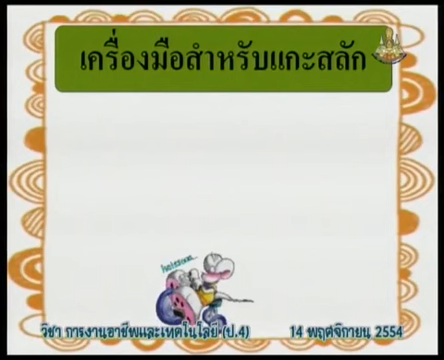 เครื่องมือสำหรับแกะสลัก
วิชา การงานอาชีพและเทคโนโลยี (ป.4) 14 พฤศจิกายน 2554